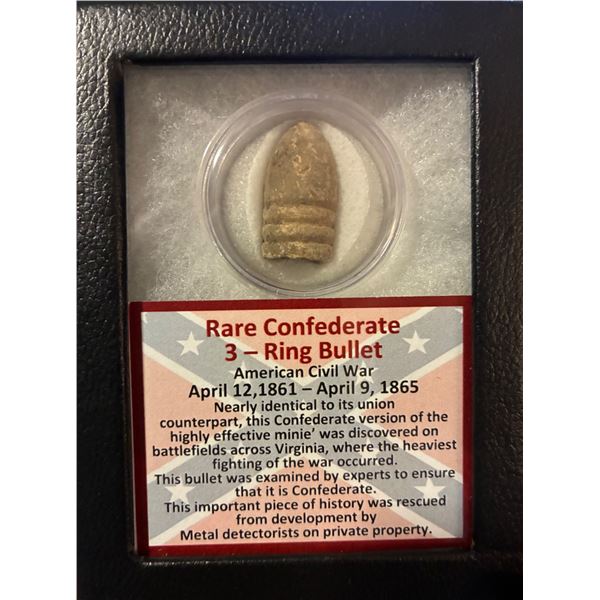 Rare Confederate
3 – Ring Bullet
American Civil War
April 12,1861 – April 9, 1865
Nearly identical to its union
counterpart, this Confederate version of the
highly effective minie’ was discovered on
battlefields across Virginia, where the heaviest
fighting of the war occurred.
This bullet was examined by experts to ensure
that it is Confederate.
This important piece of history was rescued
from development by
Metal detectorists on private property.